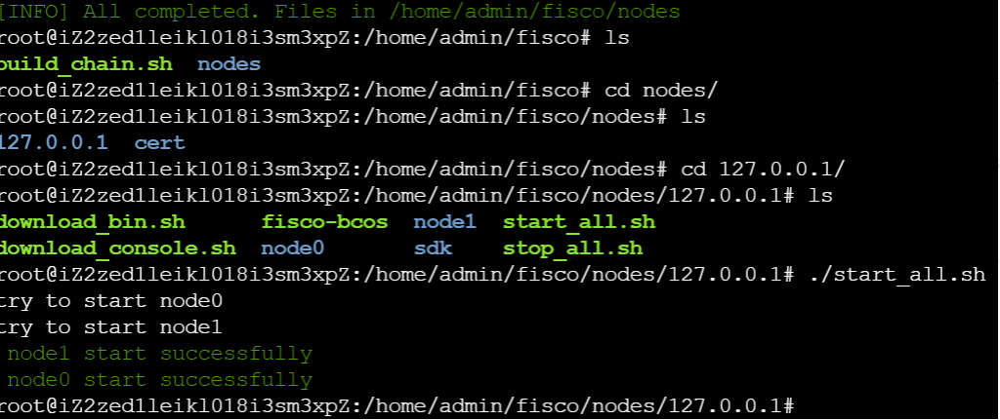 [INFO] All completed. Files in /home/admin/fisco/nodes
root@iZ2zed1leikl018i3sm3xpZ:/home/admin/fisco# ls
build_chain.sh  nodes
root@iZ2zed1leikl018i3sm3xpZ:/home/admin/fisco# cd nodes/
root@iZ2zed1leikl018i3sm3xpZ:/home/admin/fisco/nodes# ls
127.0.0.1  cert
root@iZ2zed1leikl018i3sm3xpZ:/home/admin/fisco/nodes# cd 127.0.0.1/
root@iZ2zed1leikl018i3sm3xpZ:/home/admin/fisco/nodes/127.0.0.1# ls
download_bin.sh      fisco-bcos  node1  start_all.sh
download_console.sh  node0       sdk    stop_all.sh
root@iZ2zed1leikl018i3sm3xpZ:/home/admin/fisco/nodes/127.0.0.1# ./start_all.sh
try to start node0
try to start node1
 node1 start successfully
 node0 start successfully
root@iZ2zed1leikl018i3sm3xpZ:/home/admin/fisco/nodes/127.0.0.1#